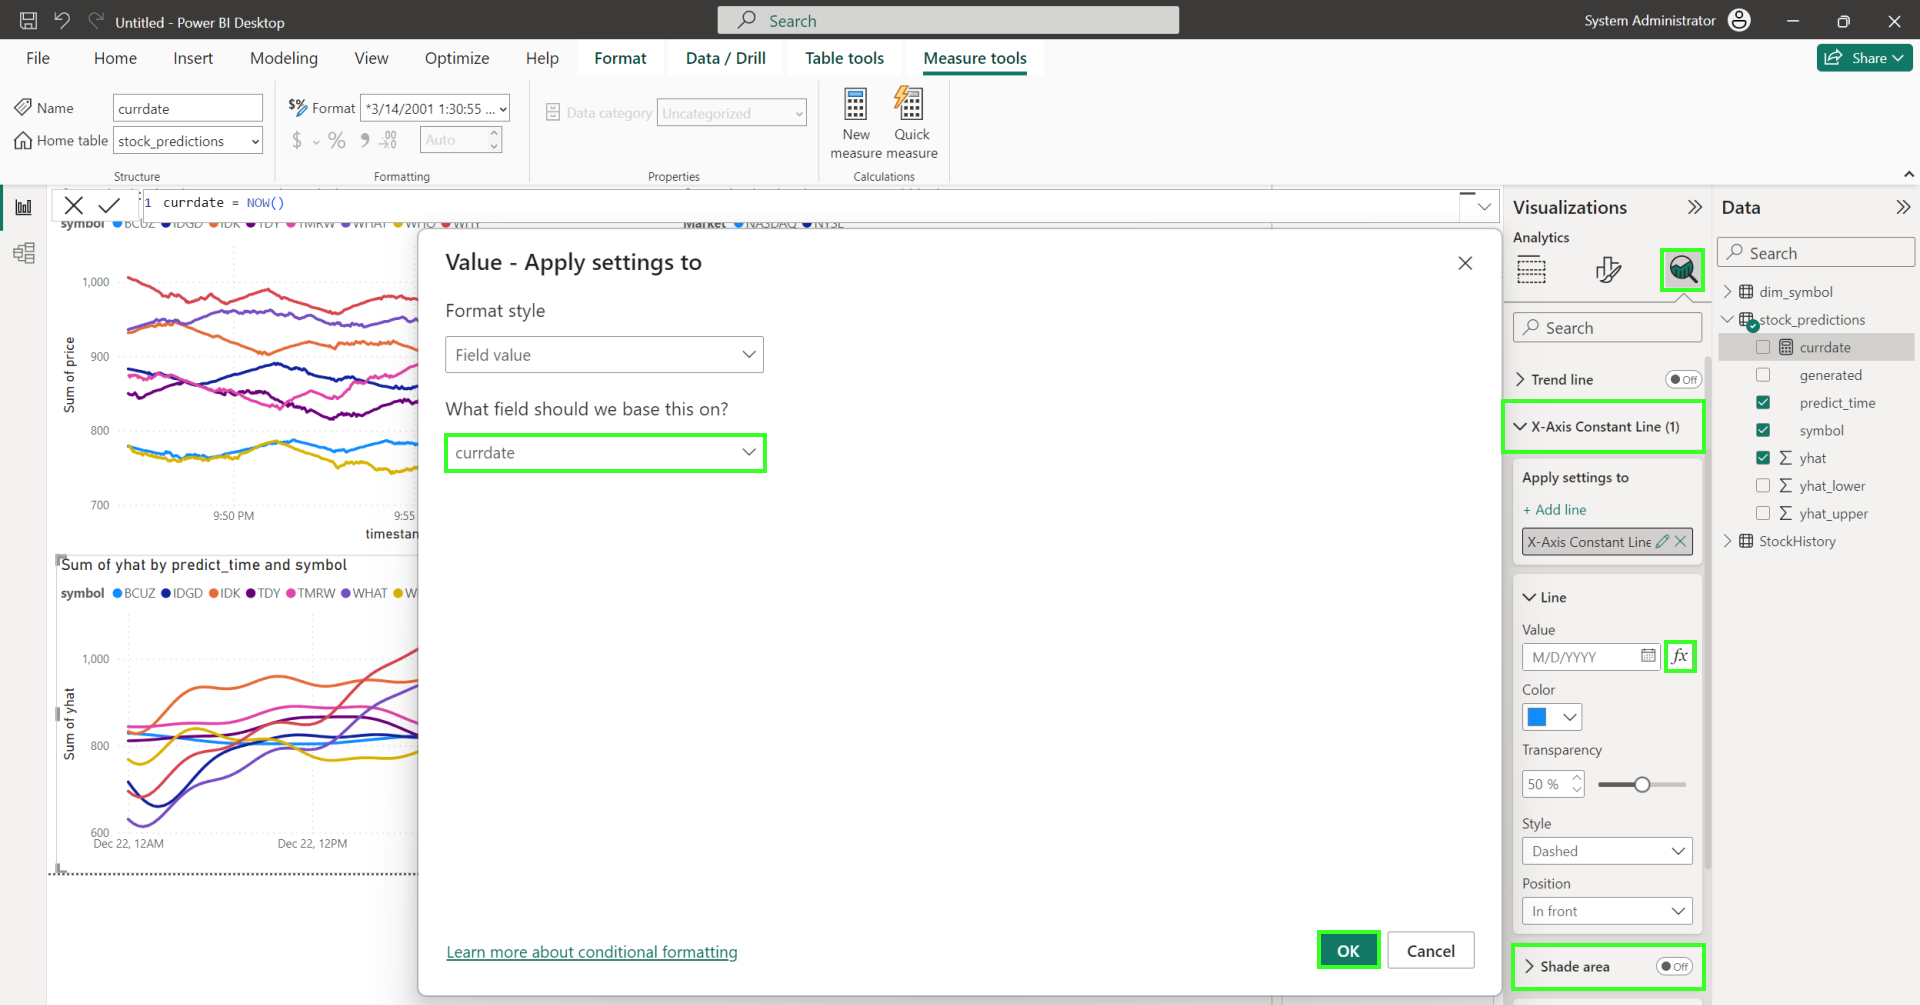 Untitled - Power BI Desktop
Search
System Administrator
File Home Insert Modeling View Optimize Help Format Data / Drill Table tools Measure tools
Share
Name currdate
Home table stock_predictions
Structure
Format *3/14/2001 1:30:55 ...
$ % , .00
Auto
Formatting
Data category Uncategorized
Properties
New measure
Quick measure
Calculations
1 currdate = NOW()
symbol BCUZ IDGD IDK TDY TMRW WHAT WHO WHY
Market NASDAQ NYSE
Sum of price
1,000
900
800
700
9:50 PM
9:55
timestan
Sum of yhat by predict_time and symbol
symbol BCUZ IDGD IDK TDY TMRW WHAT W
Sum of yhat
1,000
800
600
Dec 22, 12AM
Dec 22, 12PM
Value - Apply settings to
Format style
Field value
What field should we base this on?
currdate
Learn more about conditional formatting
OK
Cancel
Visualizations
Analytics
Search
Trend line Off
X-Axis Constant Line (1)
Apply settings to
+ Add line
X-Axis Constant Line
Line
Value
M/D/YYYY
fx
Color
Transparency
50 %
Style
Dashed
Position
In front
Shade area Off
Data
Search
dim_symbol
stock_predictions
currdate
generated
predict_time
symbol
yhat
yhat_lower
yhat_upper
StockHistory